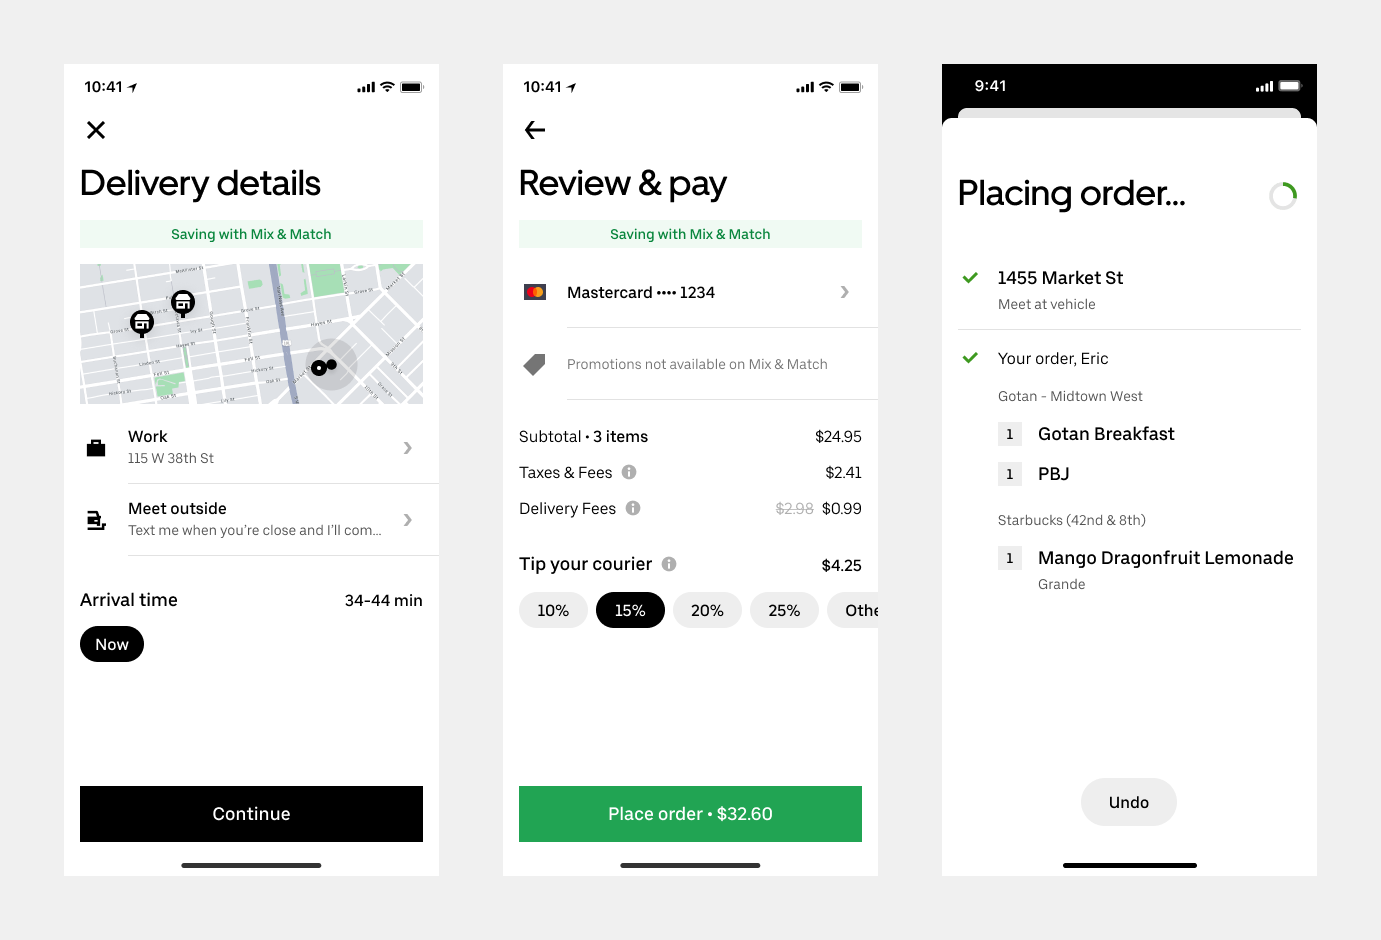 10:41
Delivery details
Saving with Mix & Match
Work
115 W 38th St
Meet outside
Text me when you’re close and I’ll com...
Arrival time
34-44 min
Now
Continue
10:41
Review & pay
Saving with Mix & Match
Mastercard •••• 1234
Promotions not available on Mix & Match
Subtotal • 3 items
$24.95
Taxes & Fees
$2.41
Delivery Fees
$2.98 $0.99
Tip your courier
$4.25
10% 15% 20% 25% Othe
Place order • $32.60
9:41
Placing order...
1455 Market St
Meet at vehicle
Your order, Eric
Gotan - Midtown West
1 Gotan Breakfast
1 PBJ
Starbucks (42nd & 8th)
1 Mango Dragonfruit Lemonade
Grande
Undo